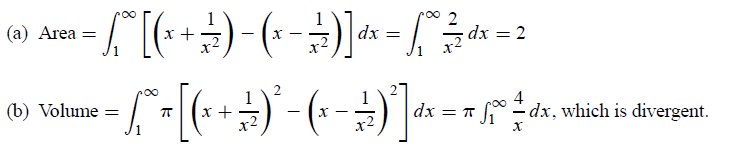 (a) Area = ∫₁^∞ [(x + 1/x²) − (x − 1/x²)] dx = ∫₁^∞ 2/x² dx = 2
(b) Volume = ∫₁^∞ π[(x + 1/x²)² − (x − 1/x²)²] dx = π ∫₁^∞ 4/x dx, which is divergent.